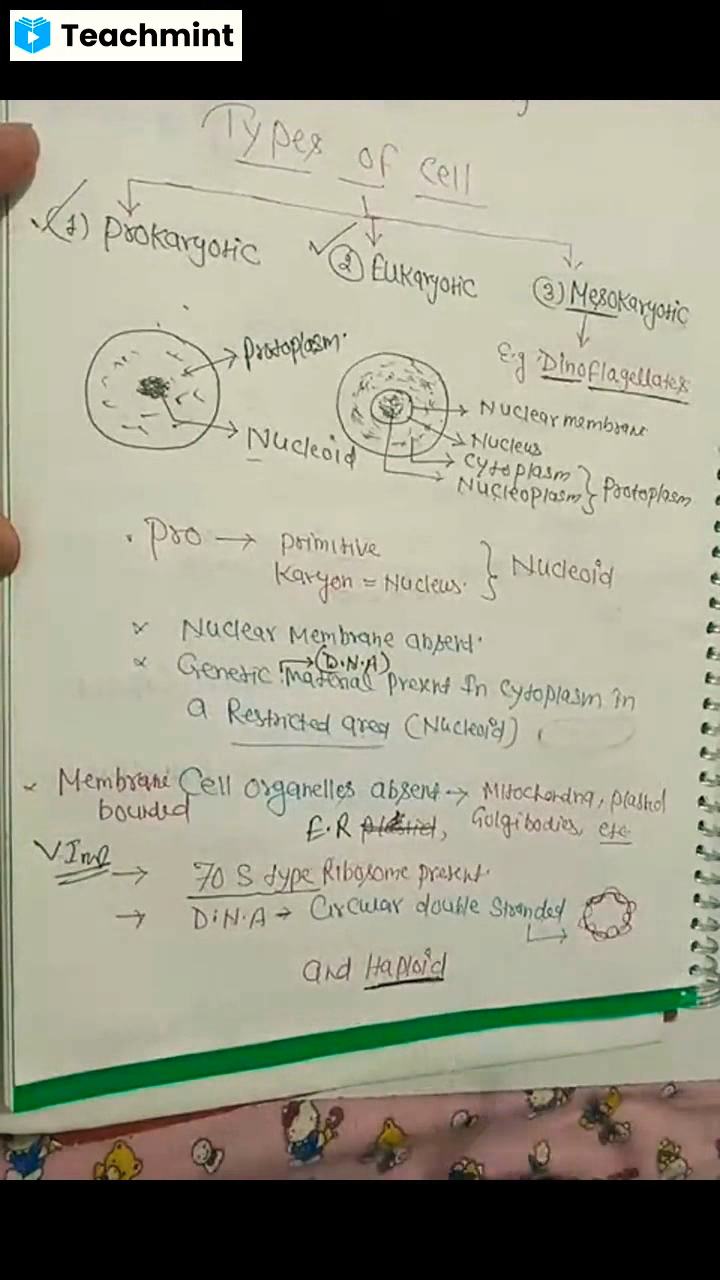 Teachmint
Types of cell
(1) Prokaryotic
(2) Eukaryotic
(3) Mesokaryotic
E.g Dinoflagellates
Protoplasm.
Nucleoid
Nuclear membrane
Nucleus
Cytoplasm
Nucleoplasm } Protoplasm
. Pro → Primitive
Karyon = Nucleus. } Nucleoid
× Nuclear Membrane absent.
→ (D.N.A)
× Genetic Material Present In Cytoplasm in
a Restricted area (Nucleoid)
× Membrane Cell organelles absent → Mitochondria, plastid
bounded E.R, Golgi bodies, etc
V.Imp → 70 S type Ribosome Present.
→ D.N.A → Circular double Stranded
and Haploid